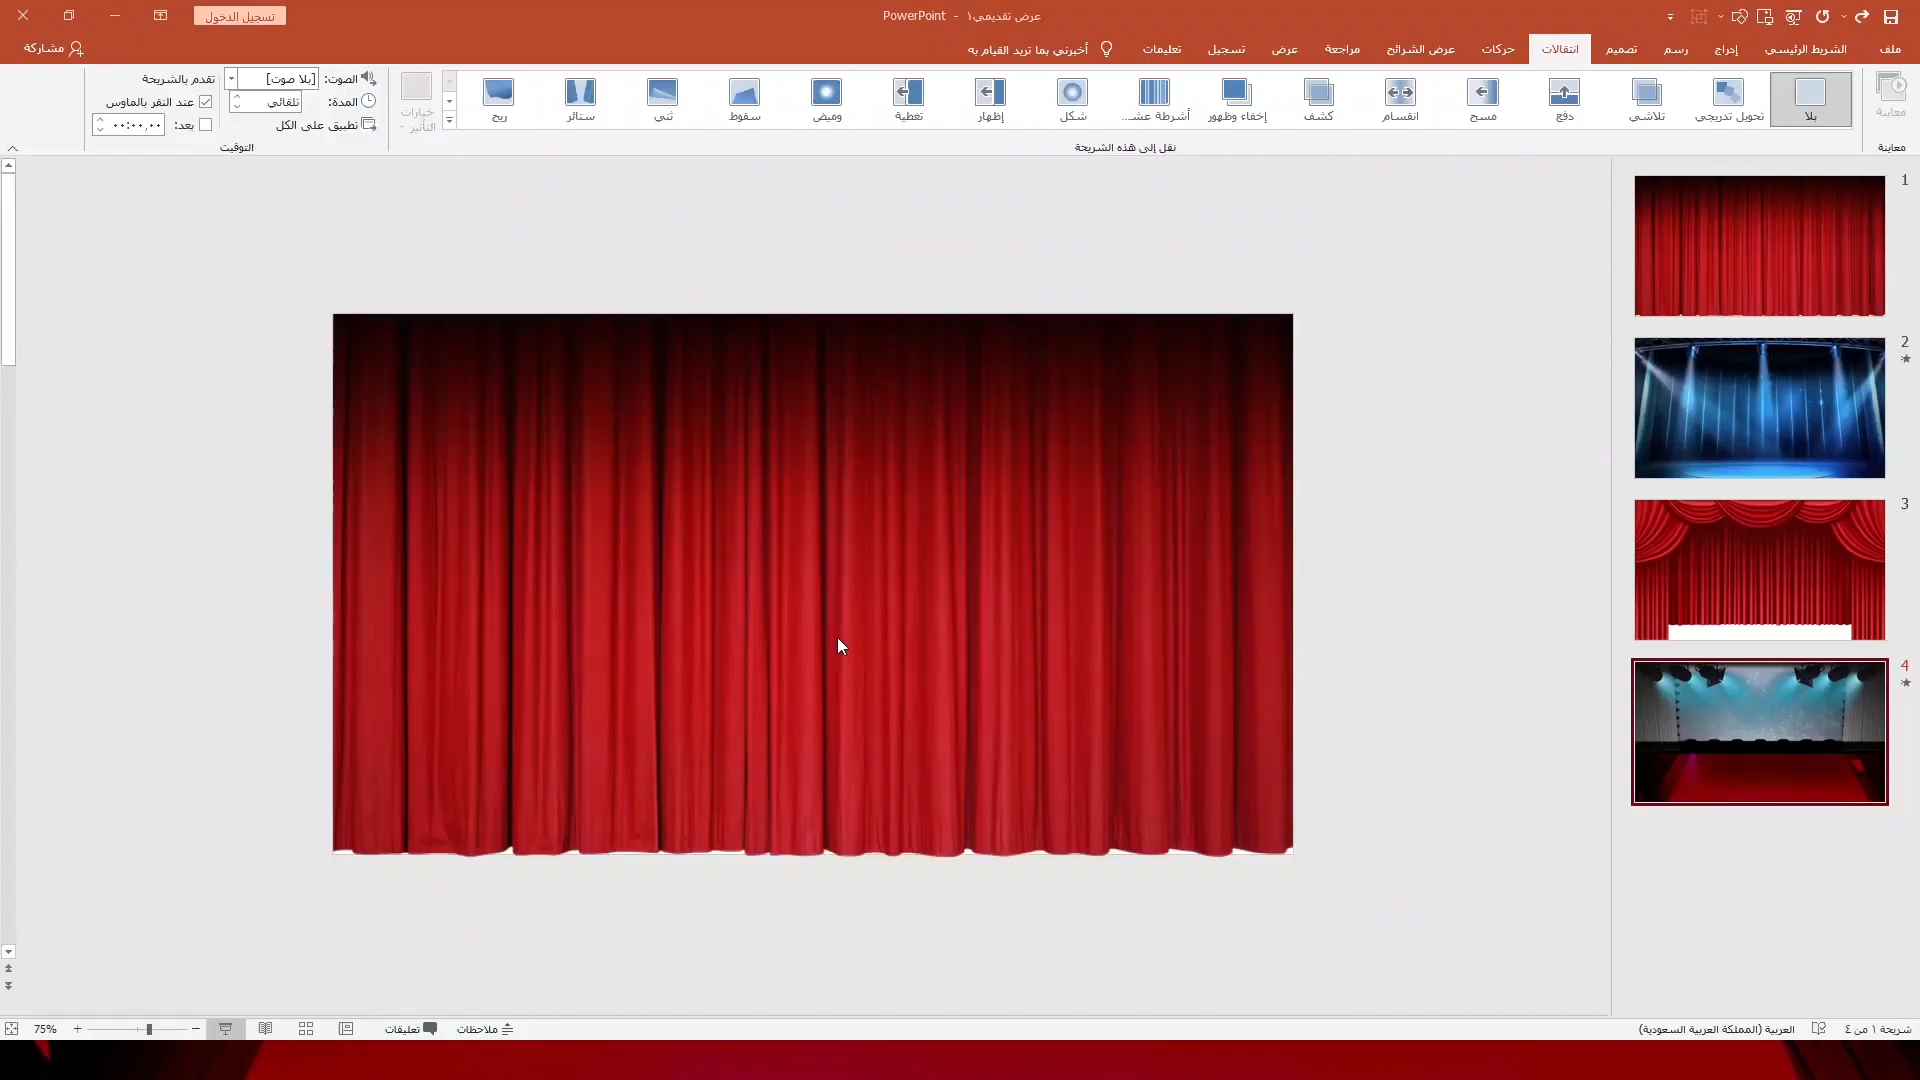 عرض تقديمي١ - PowerPoint
تسجيل الدخول
ملف
الشريط الرئيسي
إدراج
رسم
تصميم
انتقالات
حركات
عرض الشرائح
مراجعة
عرض
تسجيل
تعليمات
أخبرني بما تريد القيام به
مشاركة
معاينة
بلا
تحويل تدريجي
تلاشي
دفع
مسح
انقسام
كشف
إخفاء وظهور
أشرطة عشـ...
شكل
إظهار
تغطية
وميض
سقوط
ثني
ستائر
ريح
خيارات
التأثير
الصوت: [بلا صوت]
المدة: تلقائي
تطبيق على الكل
تقدم بالشريحة
عند النقر بالماوس
بعد: ٠٠:٠٠,٠٠
معاينة
نقل إلى هذه الشريحة
التوقيت
1
2
3
4
شريحة ١ من ٤
العربية (المملكة العربية السعودية)
ملاحظات
تعليقات
75%